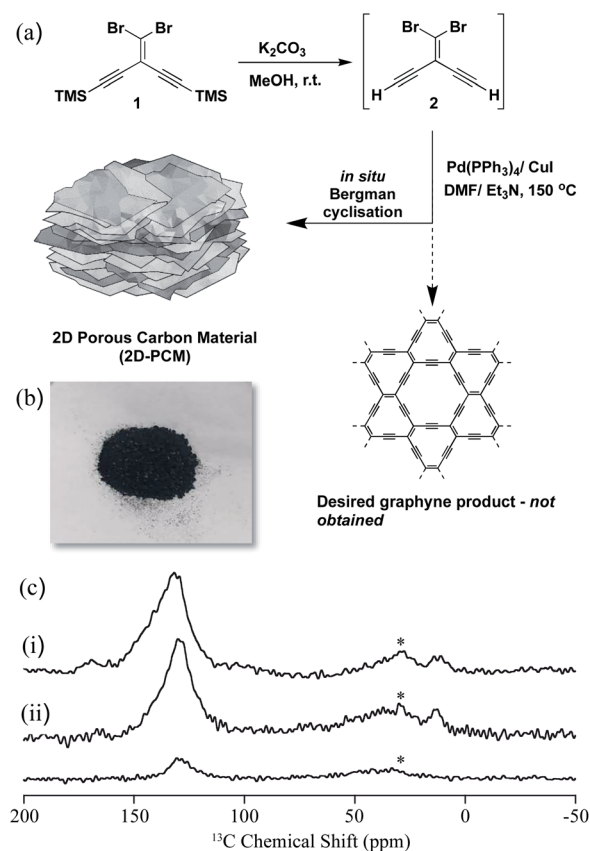 (a)
Br Br
TMS TMS
1
K2CO3
MeOH, r.t.
Br Br
H H
2
in situ
Bergman
cyclisation
Pd(PPh3)4/ CuI
DMF/ Et3N, 150 °C
2D Porous Carbon Material
(2D-PCM)
(b)
Desired graphyne product - not
obtained
(c)
(i)
*
(ii)
*
*
200 150 100 50 0 -50
13C Chemical Shift (ppm)